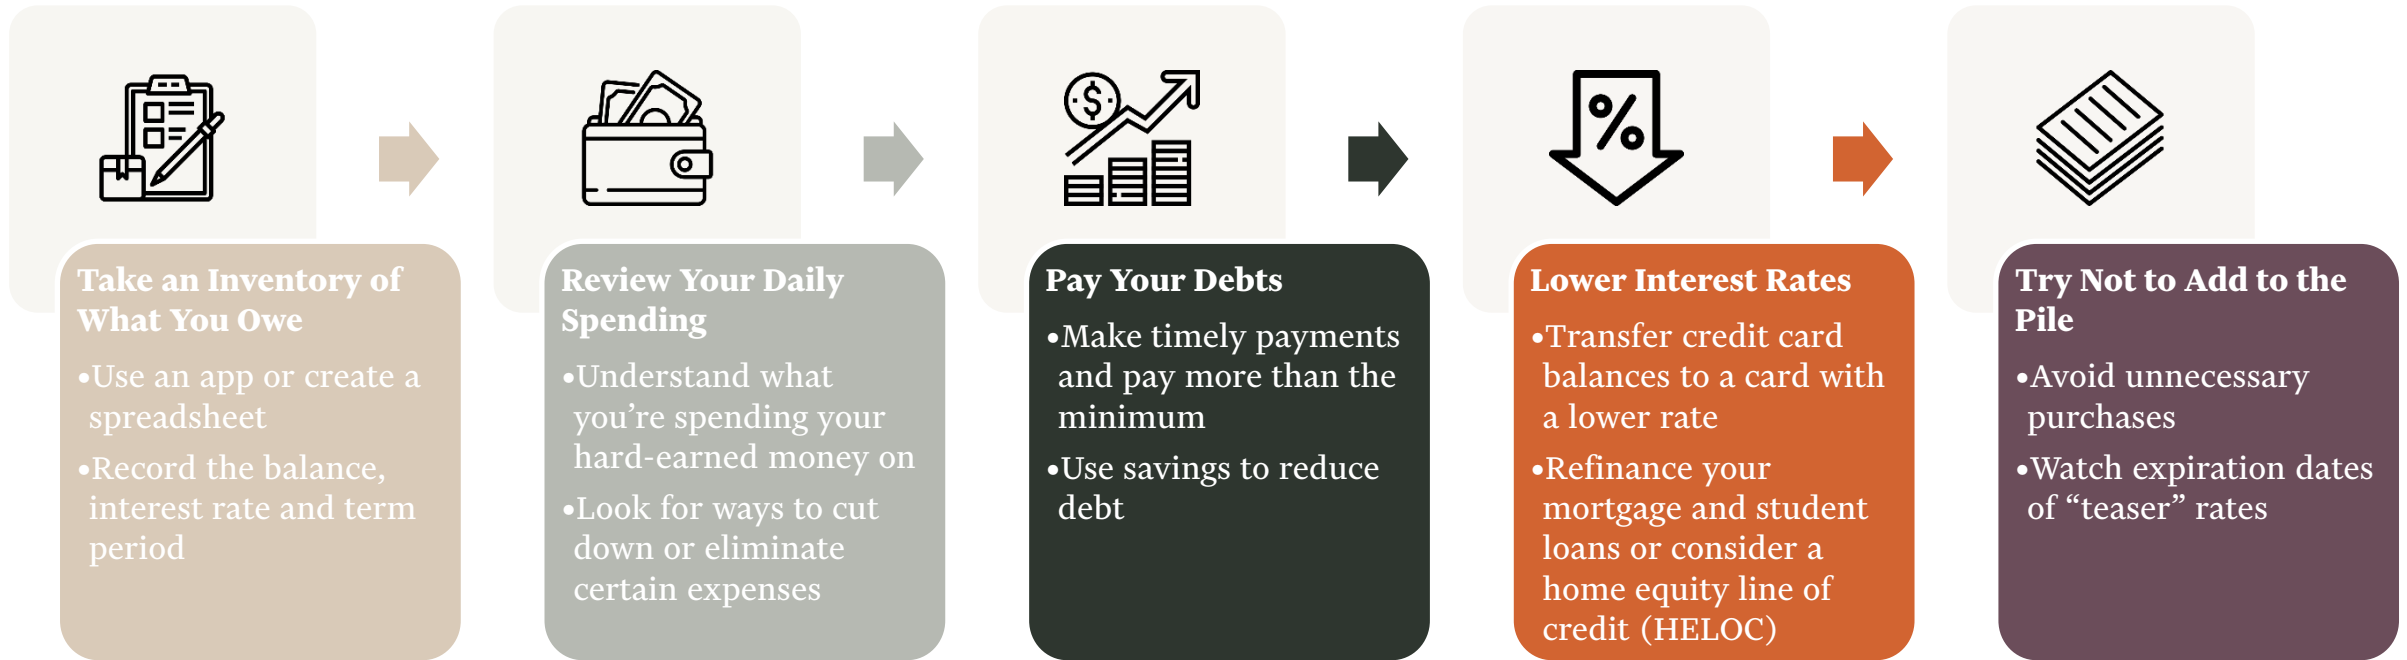 Take an Inventory of
What You Owe
•Use an app or create a
spreadsheet
•Record the balance,
interest rate and term
period
Review Your Daily
Spending
•Understand what
you’re spending your
hard-earned money on
•Look for ways to cut
down or eliminate
certain expenses
Pay Your Debts
•Make timely payments
and pay more than the
minimum
•Use savings to reduce
debt
Lower Interest Rates
•Transfer credit card
balances to a card with
a lower rate
•Refinance your
mortgage and student
loans or consider a
home equity line of
credit (HELOC)
Try Not to Add to the
Pile
•Avoid unnecessary
purchases
•Watch expiration dates
of “teaser” rates